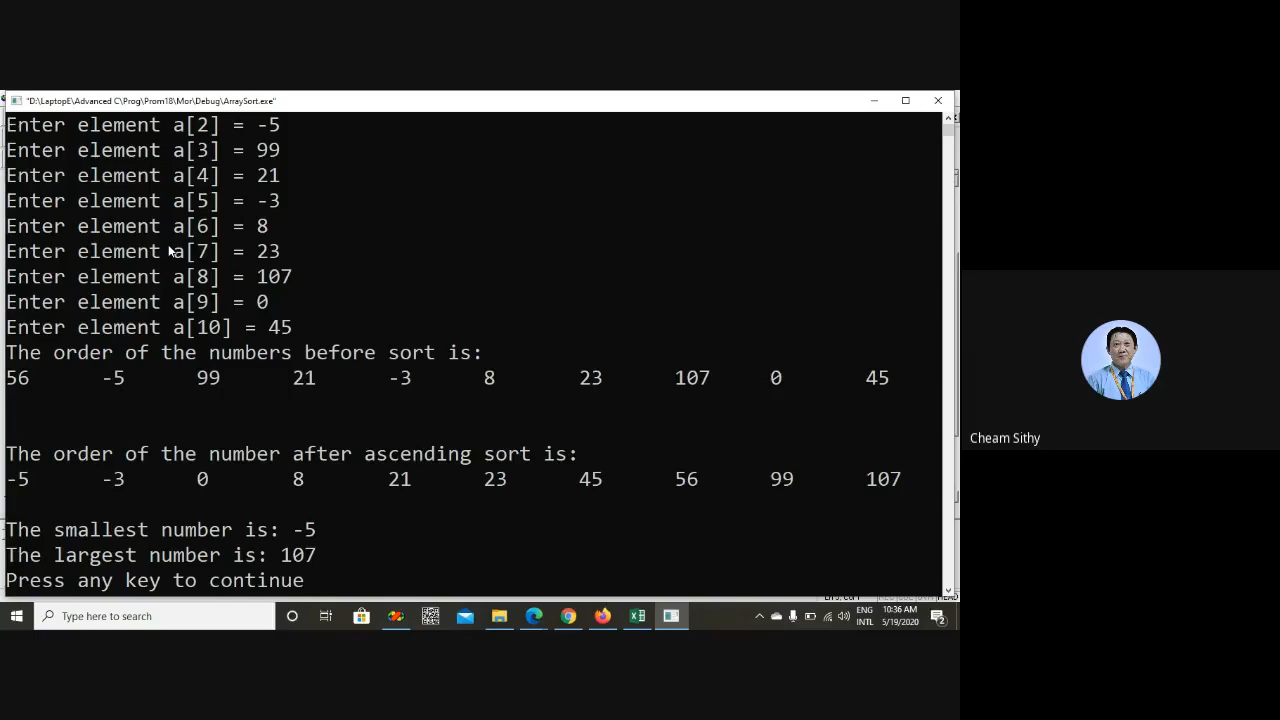 "D:\LaptopE\Advanced C\Prog\Prom18\Mor\Debug\ArraySort.exe"
Enter element a[2] = -5
Enter element a[3] = 99
Enter element a[4] = 21
Enter element a[5] = -3
Enter element a[6] = 8
Enter element a[7] = 23
Enter element a[8] = 107
Enter element a[9] = 0
Enter element a[10] = 45
The order of the numbers before sort is:
56 -5 99 21 -3 8 23 107 0 45
The order of the number after ascending sort is:
-5 -3 0 8 21 23 45 56 99 107
The smallest number is: -5
The largest number is: 107
Press any key to continue
Cheam Sithy
Type here to search
ENG
INTL
10:36 AM
5/19/2020
2